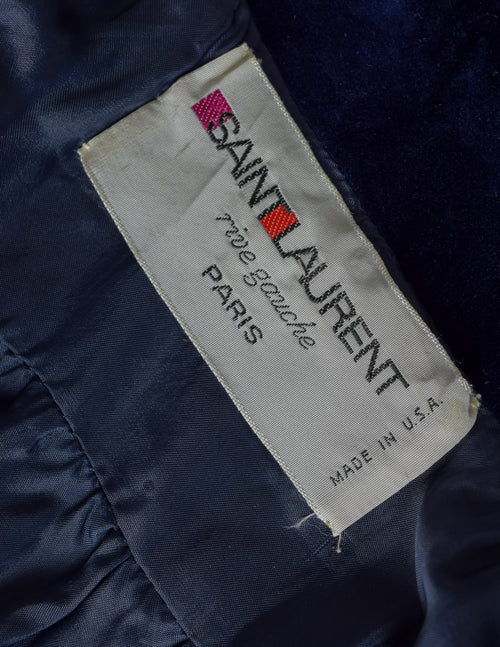 SAINT LAURENT
rive gauche
PARIS
MADE IN U.S.A.